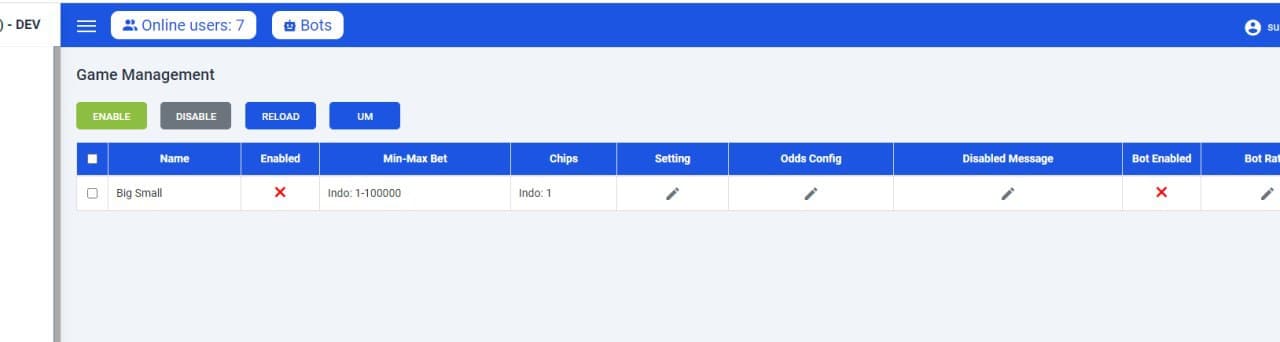 ) - DEV
Online users: 7
Bots
su
Game Management
ENABLE
DISABLE
RELOAD
UM
Name
Enabled
Min-Max Bet
Chips
Setting
Odds Config
Disabled Message
Bot Enabled
Bot Rat
Big Small
Indo: 1-100000
Indo: 1